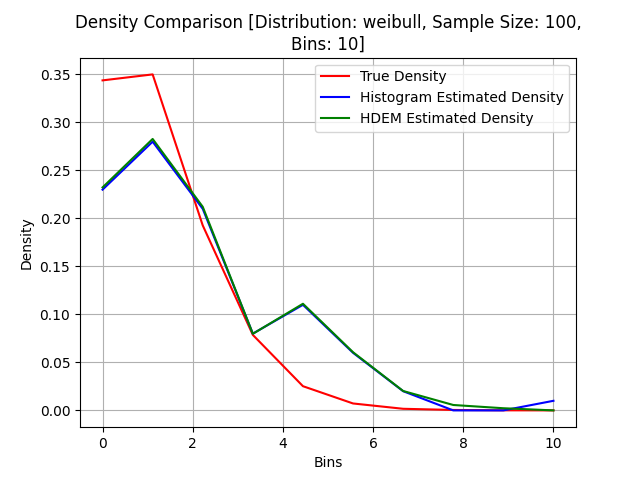 Density Comparison [Distribution: weibull, Sample Size: 100,
Bins: 10]
True Density
Histogram Estimated Density
HDEM Estimated Density
Density
0.35
0.30
0.25
0.20
0.15
0.10
0.05
0.00
0 2 4 6 8 10
Bins